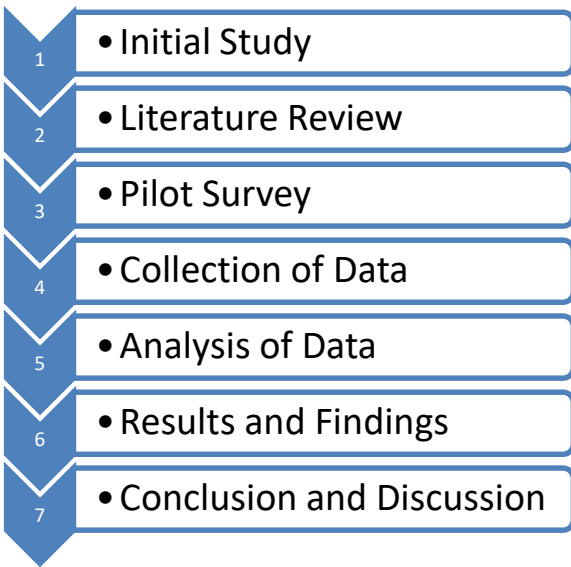 1 • Initial Study
2 • Literature Review
3 • Pilot Survey
4 • Collection of Data
5 • Analysis of Data
6 • Results and Findings
7 • Conclusion and Discussion